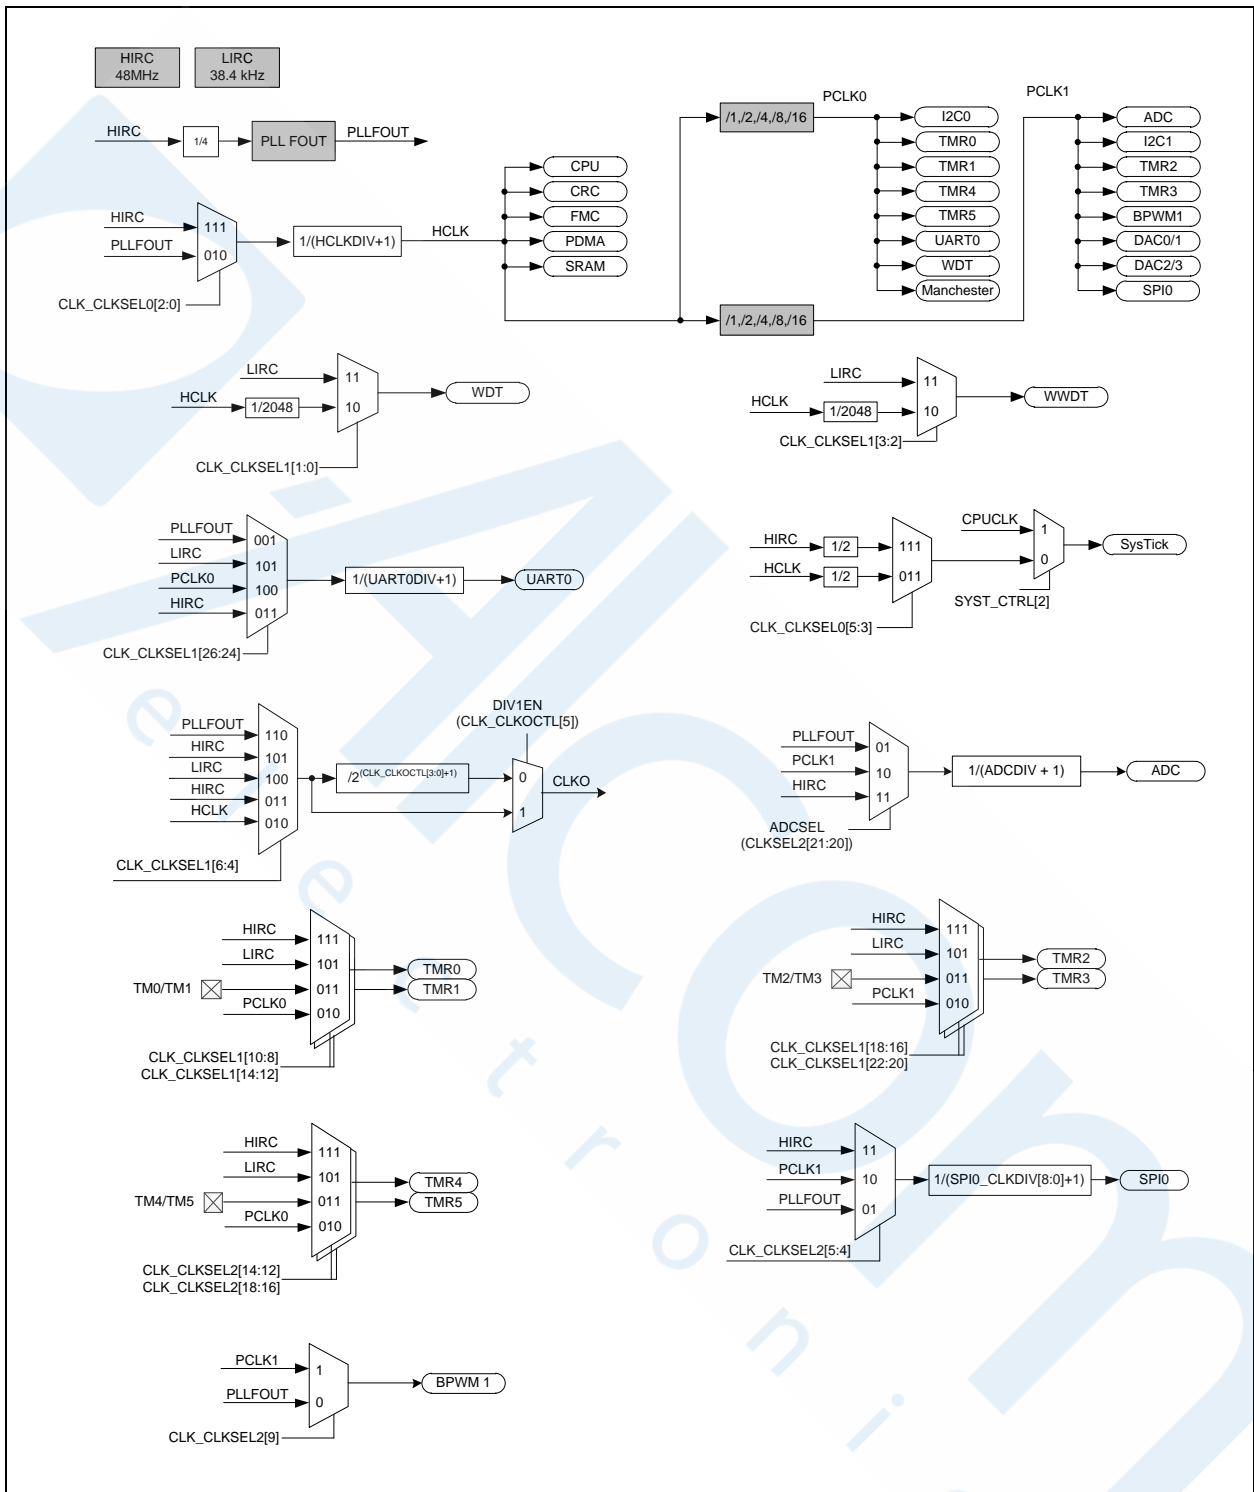 HIRC
48MHz
LIRC
38.4 kHz
HIRC
1/4
PLL FOUT
PLLFOUT
HIRC
PLLFOUT
111
010
CLK_CLKSEL0[2:0]
1/(HCLKDIV+1)
HCLK
CPU
CRC
FMC
PDMA
SRAM
/1,/2,/4,/8,/16
PCLK0
I2C0
TMR0
TMR1
TMR4
TMR5
UART0
WDT
Manchester
/1,/2,/4,/8,/16
PCLK1
ADC
I2C1
TMR2
TMR3
BPWM1
DAC0/1
DAC2/3
SPI0
LIRC
HCLK
1/2048
11
10
WDT
CLK_CLKSEL1[1:0]
LIRC
HCLK
1/2048
11
10
WWDT
CLK_CLKSEL1[3:2]
PLLFOUT
LIRC
PCLK0
HIRC
001
101
100
011
1/(UART0DIV+1)
UART0
CLK_CLKSEL1[26:24]
HIRC
HCLK
1/2
1/2
111
011
CPUCLK
1
0
SysTick
SYST_CTRL[2]
CLK_CLKSEL0[5:3]
PLLFOUT
HIRC
LIRC
HIRC
HCLK
110
101
100
011
010
/2(CLK_CLKOCTL[3:0]+1)
DIV1EN
(CLK_CLKOCTL[5])
0
1
CLKO
CLK_CLKSEL1[6:4]
PLLFOUT
PCLK1
HIRC
01
10
11
1/(ADCDIV + 1)
ADC
ADCSEL
(CLKSEL2[21:20])
HIRC
LIRC
TM0/TM1
PCLK0
111
101
011
010
TMR0
TMR1
CLK_CLKSEL1[10:8]
CLK_CLKSEL1[14:12]
HIRC
LIRC
TM2/TM3
PCLK1
111
101
011
010
TMR2
TMR3
CLK_CLKSEL1[18:16]
CLK_CLKSEL1[22:20]
HIRC
LIRC
TM4/TM5
PCLK0
111
101
011
010
TMR4
TMR5
CLK_CLKSEL2[14:12]
CLK_CLKSEL2[18:16]
HIRC
PCLK1
PLLFOUT
11
10
01
1/(SPI0_CLKDIV[8:0]+1)
SPI0
CLK_CLKSEL2[5:4]
PCLK1
PLLFOUT
1
0
BPWM 1
CLK_CLKSEL2[9]